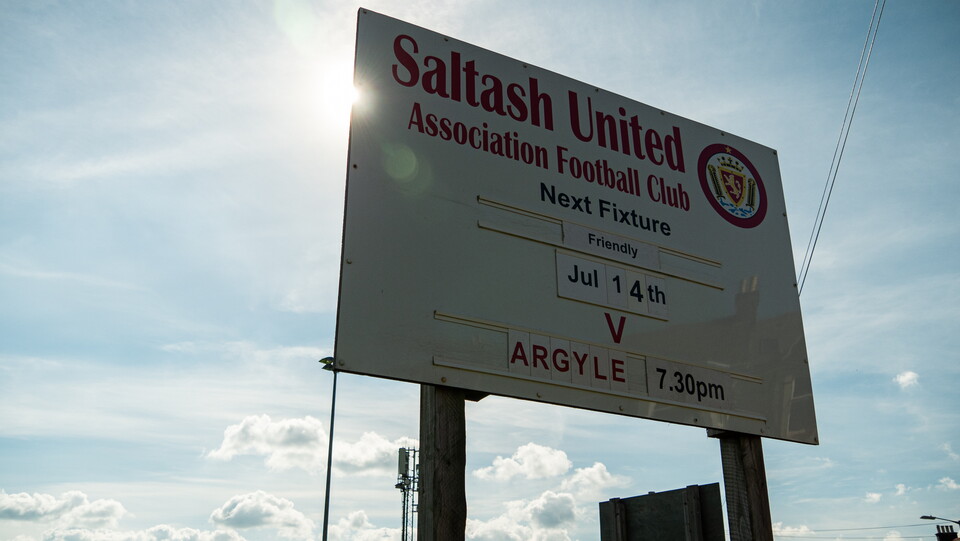 Saltash United
Association Football Club
Next Fixture
Friendly
Jul 14th
V
ARGYLE 7.30pm